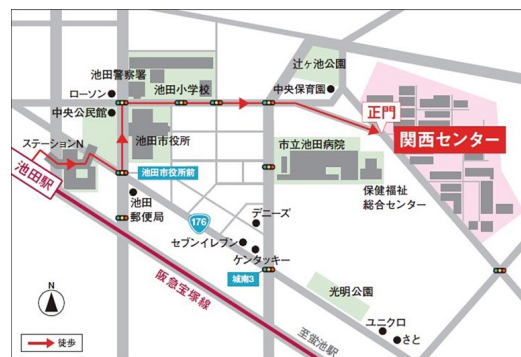 辻ヶ池公園
池田警察署
ローソン
池田小学校
中央保育園
中央公民館
正門
関西センター
ステーションN
池田市役所
市立池田病院
池田駅
池田市役所前
保健福祉
総合センター
池田
郵便局
デニーズ
176
セブンイレブン
ケンタッキー
阪急宝塚線
城南3
光明公園
N
至蛍池駅
ユニクロ
さと
徒歩